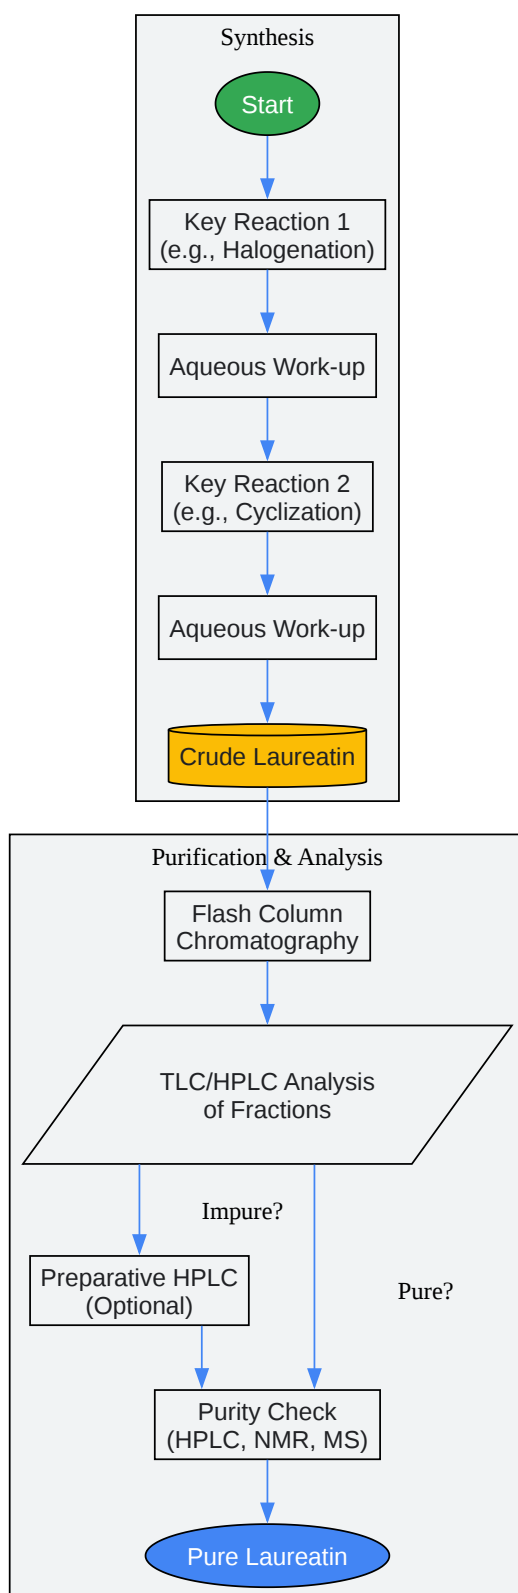 Synthesis
Start
Key Reaction 1
(e.g., Halogenation)
Aqueous Work-up
Key Reaction 2
(e.g., Cyclization)
Aqueous Work-up
Crude Laureatin
Purification & Analysis
Flash Column
Chromatography
TLC/HPLC Analysis
of Fractions
Impure?
Preparative HPLC
(Optional)
Pure?
Purity Check
(HPLC, NMR, MS)
Pure Laureatin